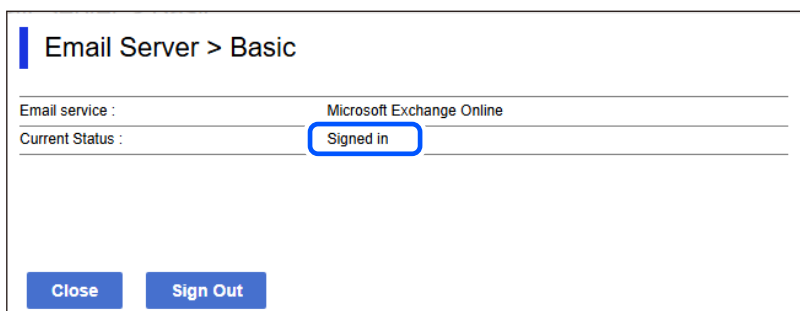 Email Server > Basic
Email service : Microsoft Exchange Online
Current Status : Signed in
Close Sign Out